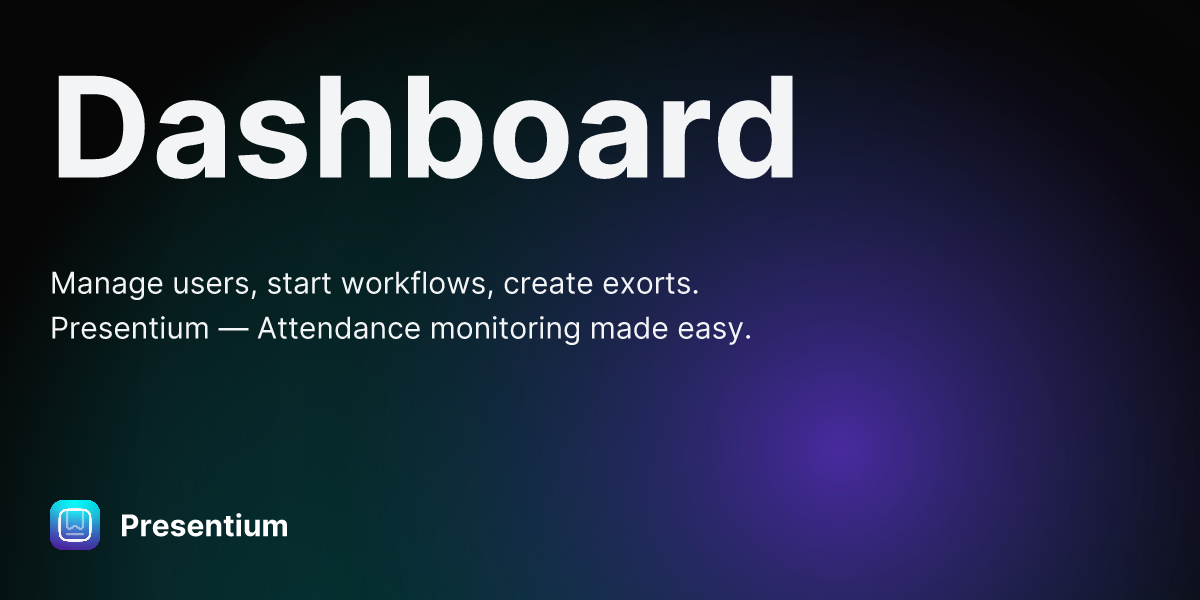 Dashboard
Manage users, start workflows, create exorts.
Presentium — Attendance monitoring made easy.
Presentium